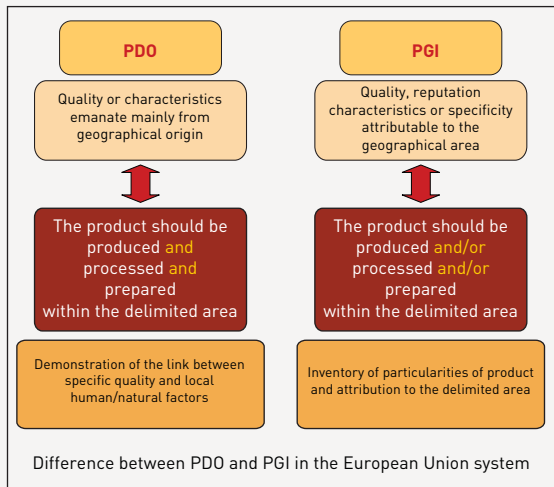 PDO
Quality or characteristics
emanate mainly from
geographical origin
The product should be
produced and
processed and
prepared
within the delimited area
Demonstration of the link between
specific quality and local
human/natural factors
PGI
Quality, reputation
characteristics or specificity
attributable to the
geographical area
The product should be
produced and/or
processed and/or
prepared
within the delimited area
Inventory of particularities of product
and attribution to the delimited area
Difference between PDO and PGI in the European Union system